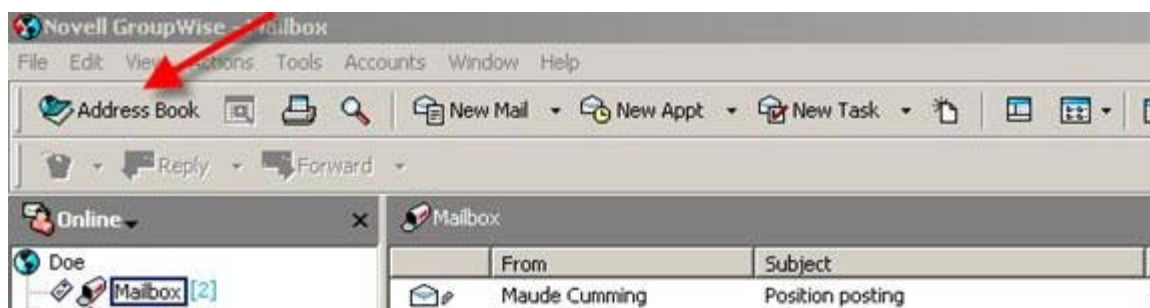 Novell GroupWise - Mailbox
File Edit View Actions Tools Accounts Window Help
Address Book New Mail New Appt New Task
Reply Forward
Online Mailbox
Doe From Subject
Mailbox [2] Maude Cumming Position posting